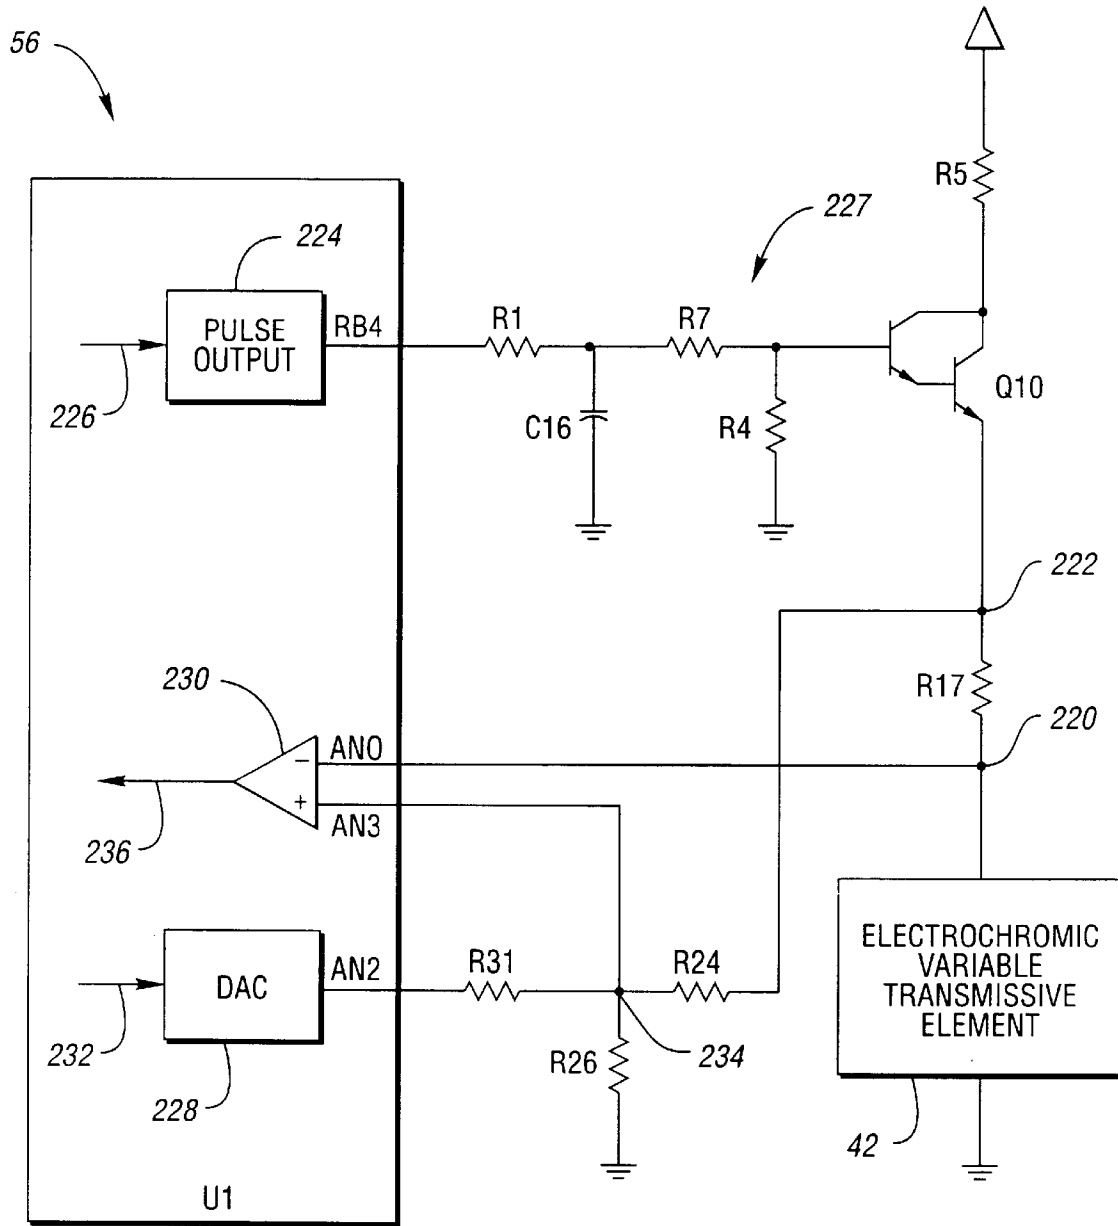 56
R5
227
224
PULSE
OUTPUT
RB4
R1
R7
226
C16
R4
Q10
222
230
R17
220
AN0
−
+
AN3
236
ELECTROCHROMIC
VARIABLE
TRANSMISSIVE
ELEMENT
DAC
AN2
R31
R24
232
228
R26
234
42
U1